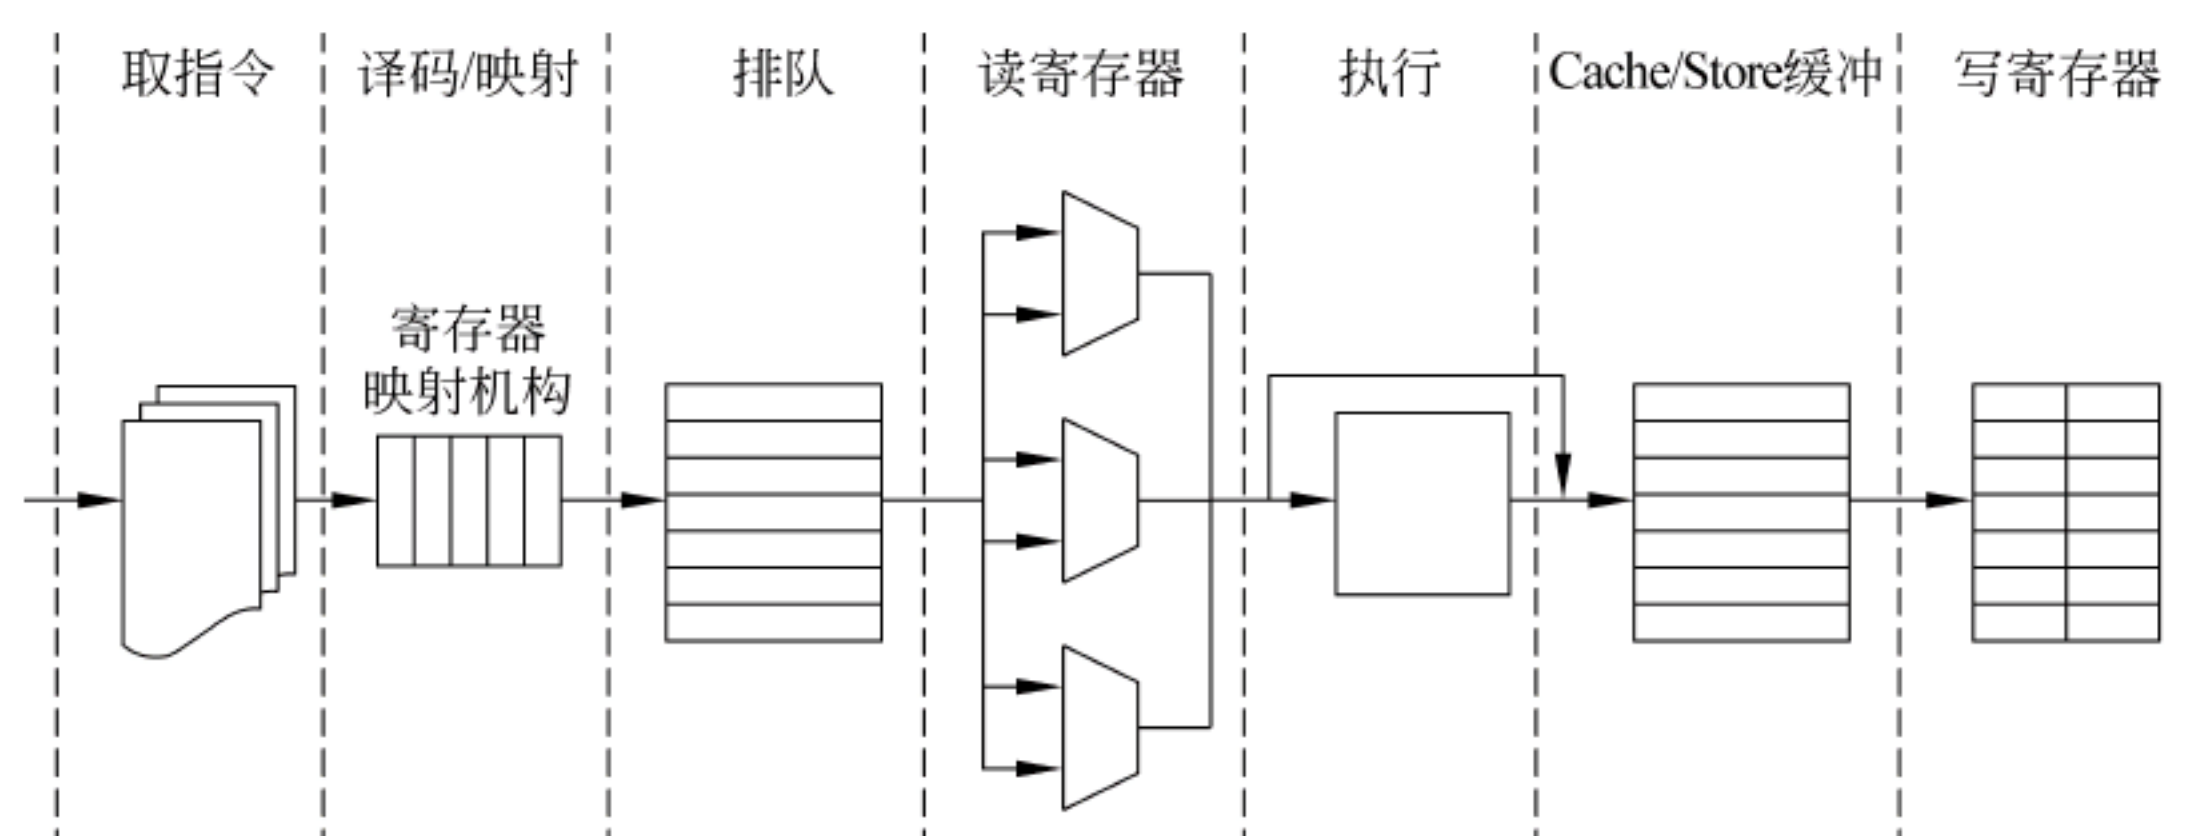 取指令
译码/映射
排队
读寄存器
执行
Cache/Store缓冲
写寄存器
寄存器
映射机构